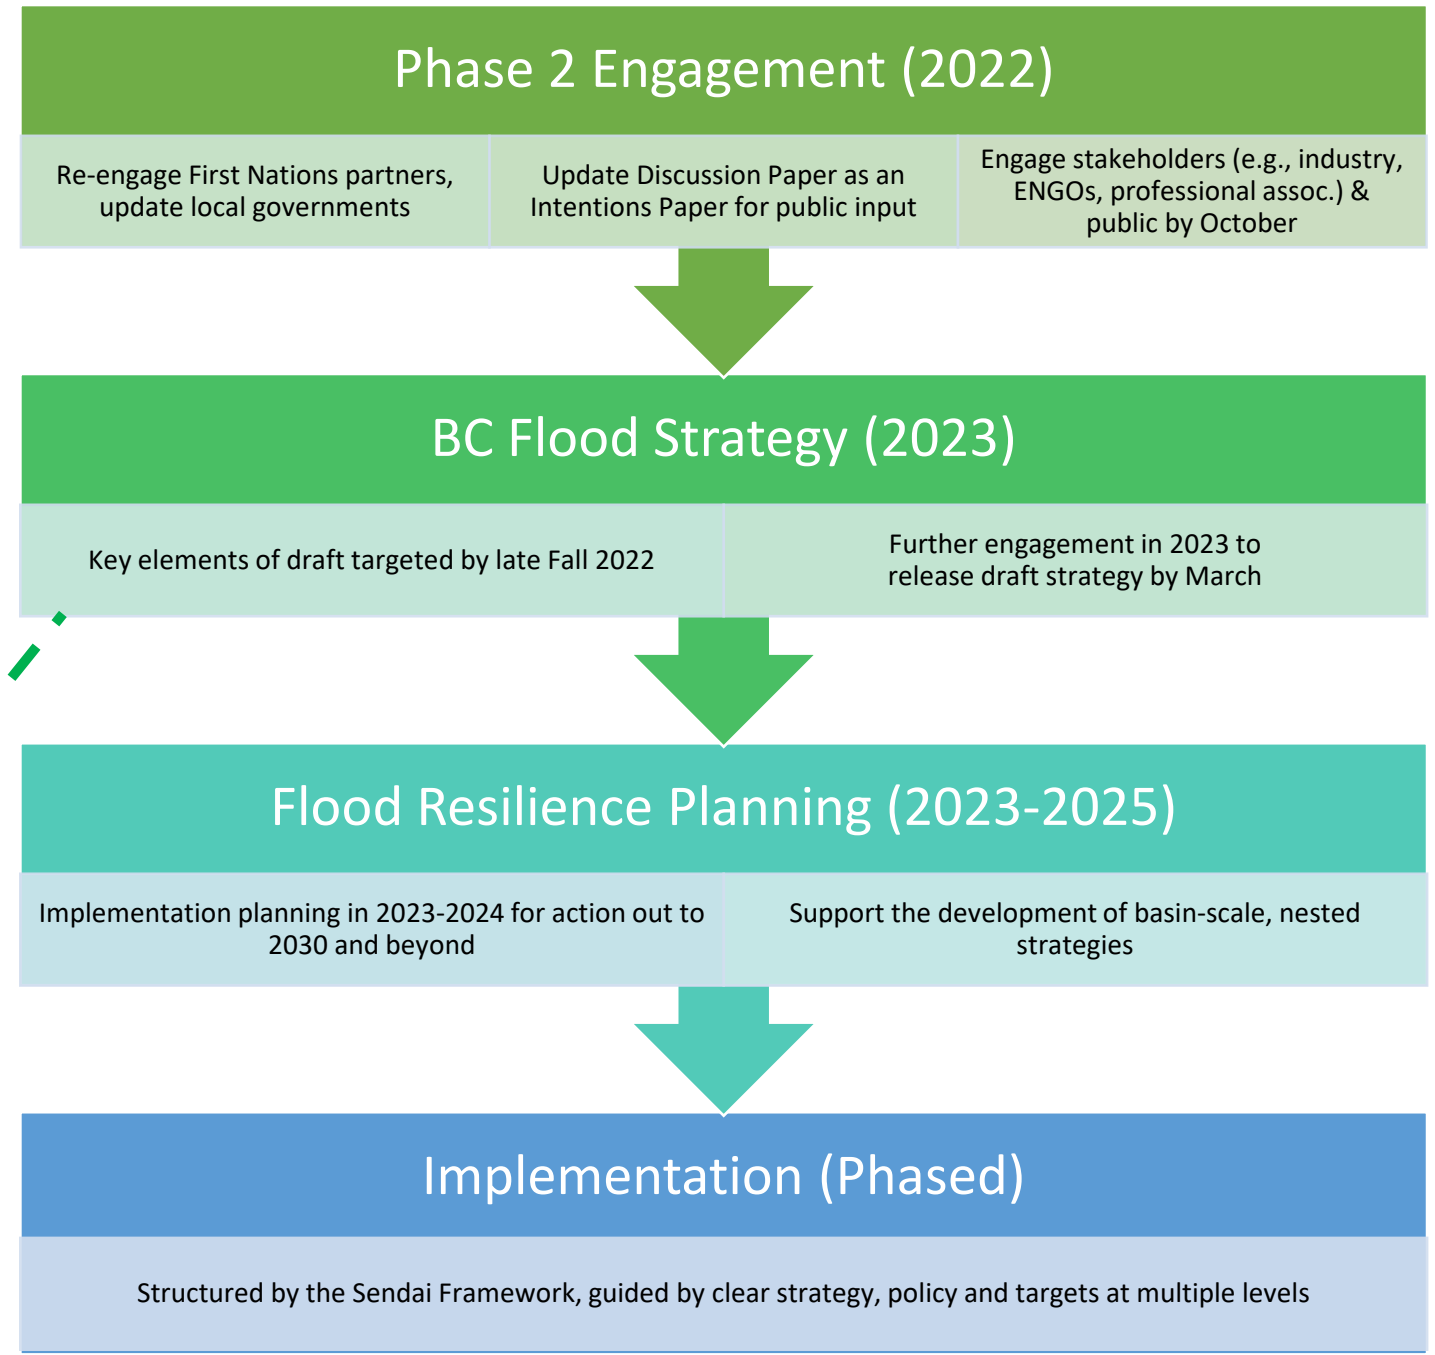 Phase 2 Engagement (2022)
Re-engage First Nations partners,
update local governments
Update Discussion Paper as an
Intentions Paper for public input
Engage stakeholders (e.g., industry,
ENGOs, professional assoc.) &
public by October
BC Flood Strategy (2023)
Key elements of draft targeted by late Fall 2022
Further engagement in 2023 to
release draft strategy by March
Flood Resilience Planning (2023-2025)
Implementation planning in 2023-2024 for action out to
2030 and beyond
Support the development of basin-scale, nested
strategies
Implementation (Phased)
Structured by the Sendai Framework, guided by clear strategy, policy and targets at multiple levels